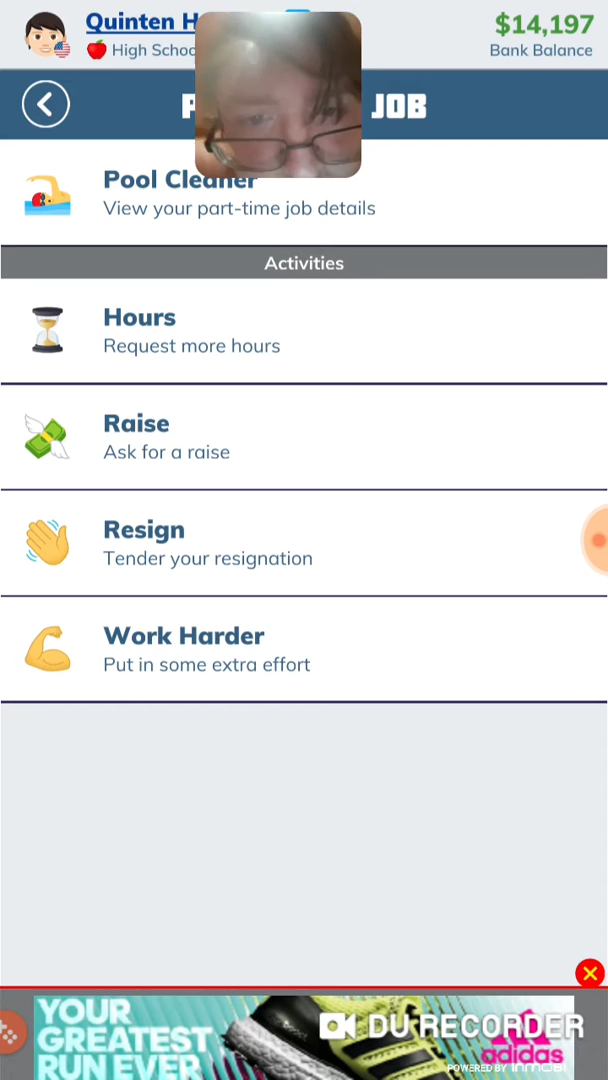 Quinten H
$14,197
High Schoo
Bank Balance
JOB
Pool Cleaner
View your part-time job details
Activities
Hours
Request more hours
Raise
Ask for a raise
Resign
Tender your resignation
Work Harder
Put in some extra effort
YOUR
GREATEST
RUN EVER
DU RECORDER
adidas
POWERED BY INMOBI